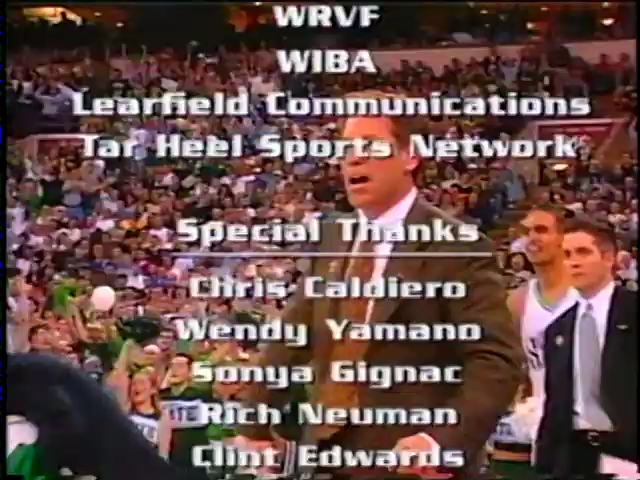 WRVF
WIBA
Learfield Communications
Tar Heel Sports Network
Special Thanks
Chris Caldiero
Wendy Yamano
Sonya Gignac
Rich Neuman
Clint Edwards